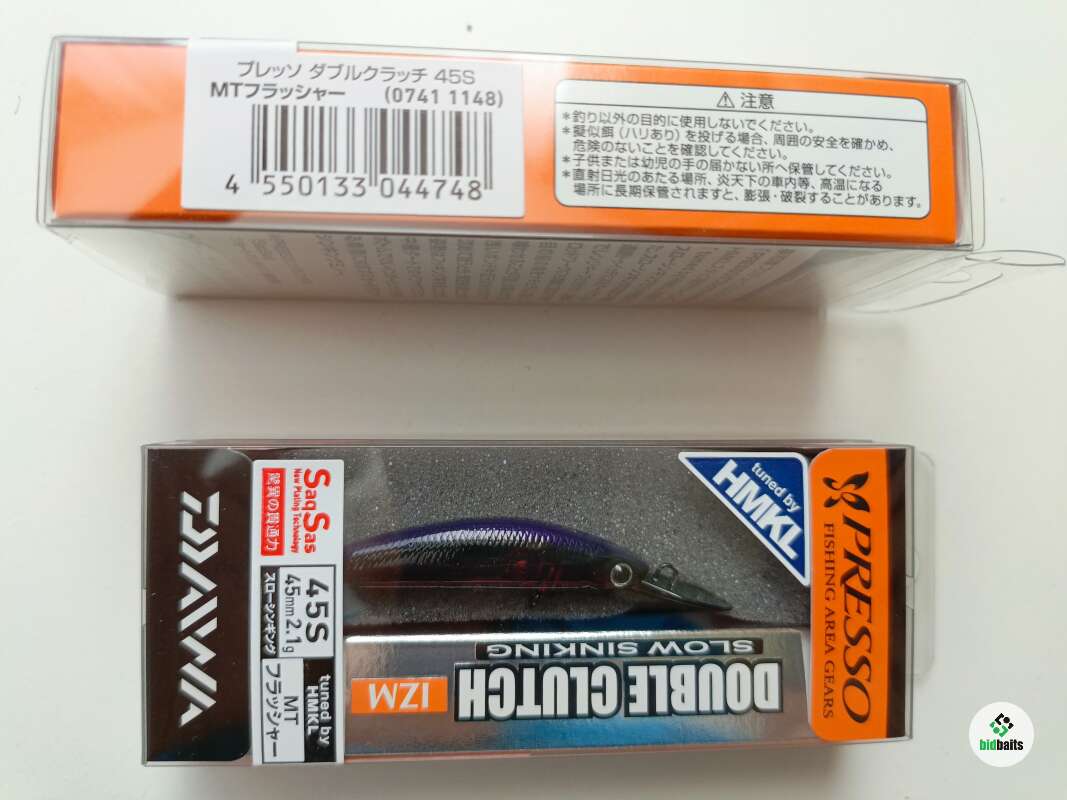 プレッソ ダブルクラッチ 45S
MTフラッシャー (0741 1148)
4 550133 044748
⚠ 注意
*釣り以外の目的に使用しないでください。
*擬似餌(ハリあり)を投げる場合、周囲の安全を確かめ、
危険のないことを確認してください。
*子供または幼児の手の届かない所へ保管してください。
*直射日光のあたる場所、炎天下の車内等、高温になる
場所に長期保管されますと、膨張・破裂することがあります。
DAIWA
SaqSas
New Plating Technology
驚異の貫通力
45S
45mm 2.1g
スローシンキング
tuned by
HMKL
MT
フラッシャー
tuned by
HMKL
PRESSO
FISHING AREA GEARS
DOUBLE CLUTCH
SLOW SINKING
IZM
bidbaits